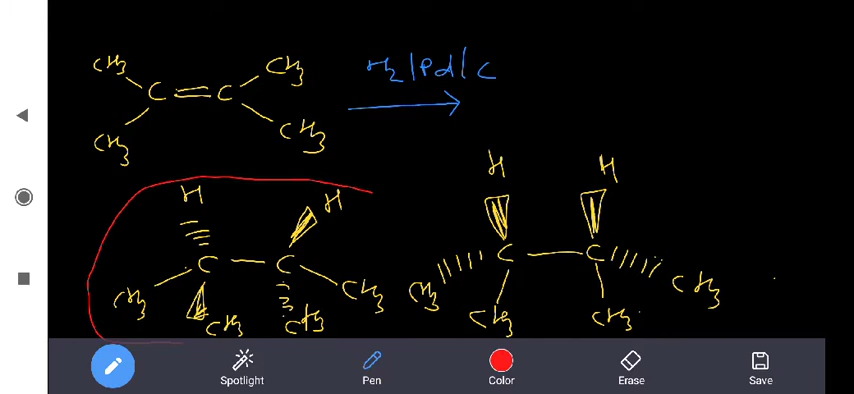 CH3 CH3 H2/Pd/C
C = C
CH3 CH3
H H H H
C - C C - C
CH3 CH3 CH3 CH3
CH3 CH3 CH3 CH3
Spotlight Pen Color Erase Save